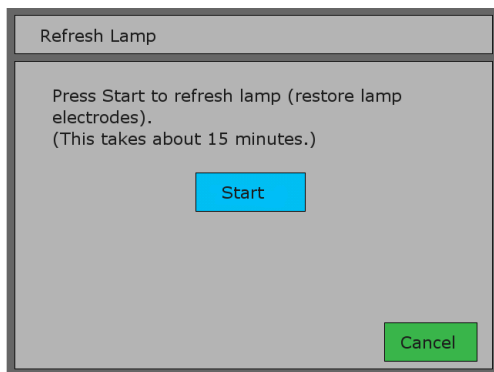 Refresh Lamp
Press Start to refresh lamp (restore lamp
electrodes).
(This takes about 15 minutes.)
Start
Cancel